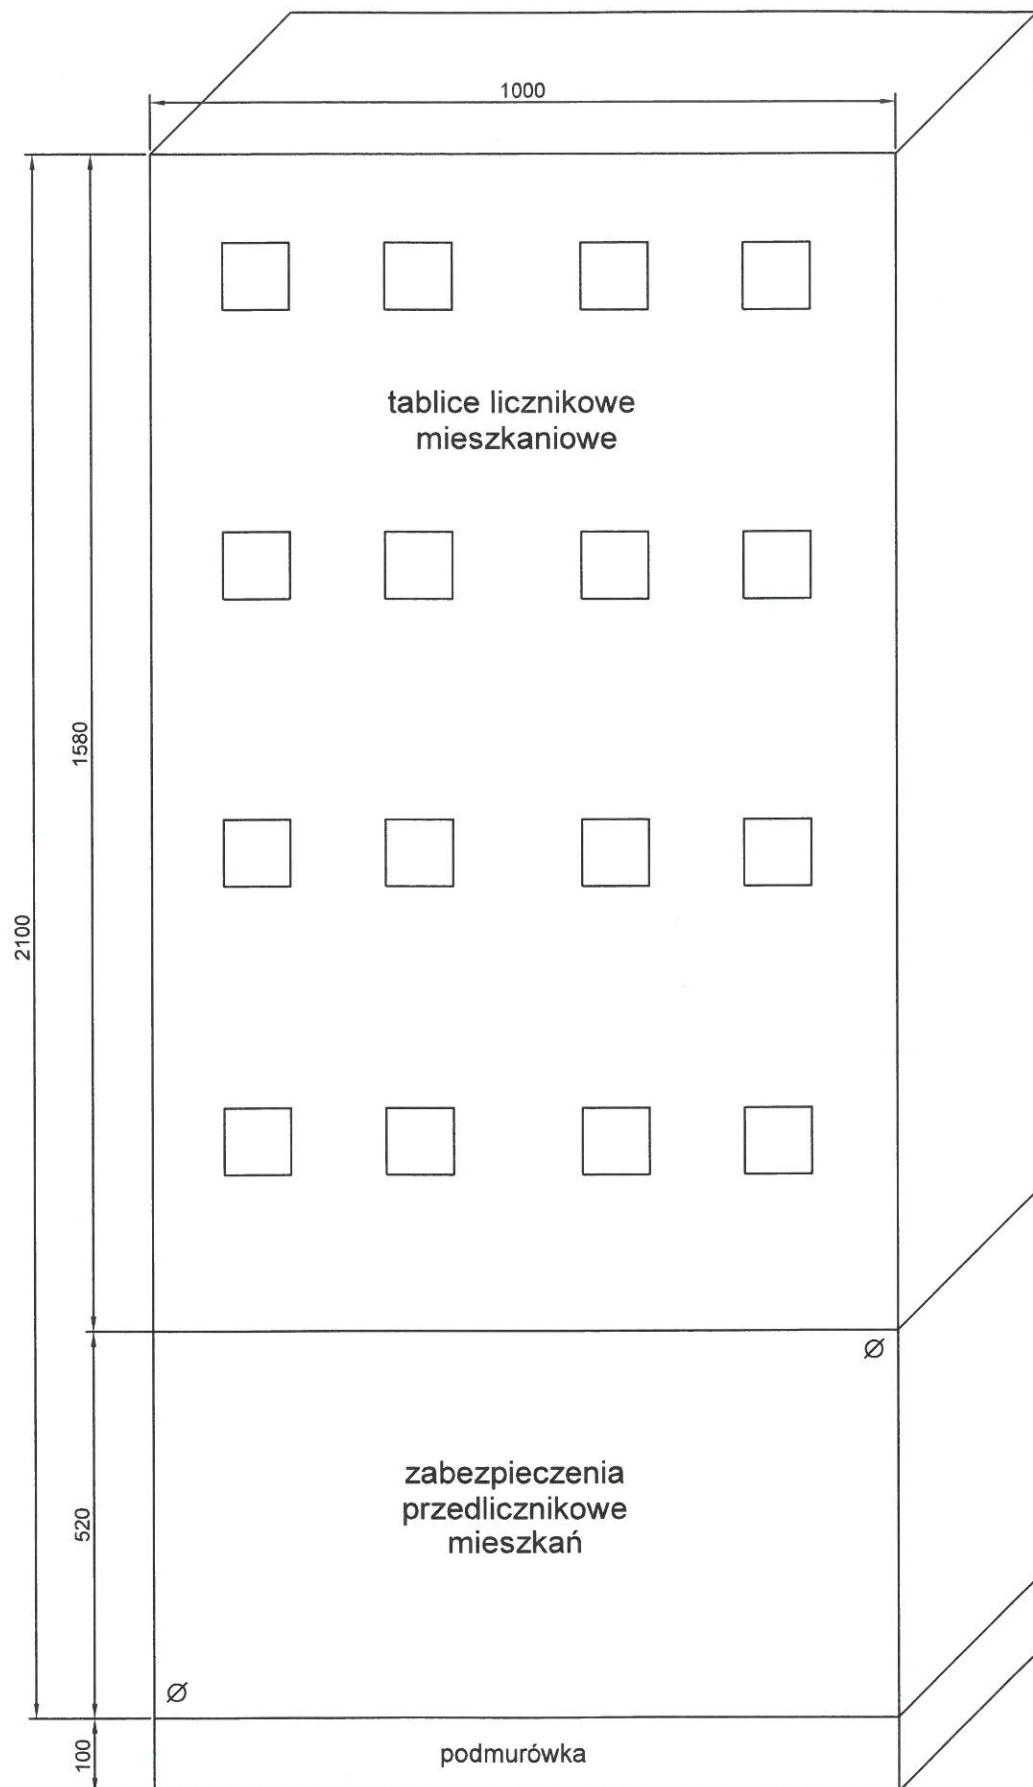 1000
tablice licznikowe
mieszkaniowe
1580
2100
Ø
zabezpieczenia
przedlicznikowe
mieszkań
520
Ø
100
podmurówka